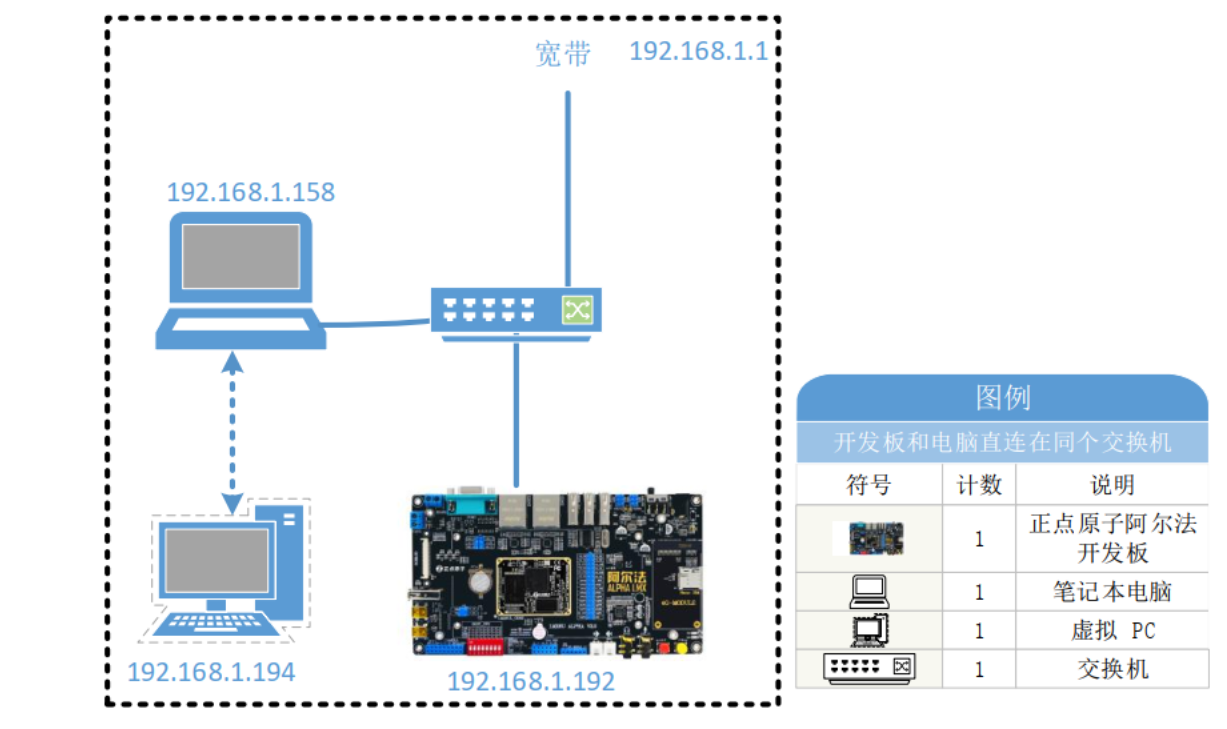 宽带 192.168.1.1
192.168.1.158
192.168.1.194
192.168.1.192
阿尔法
ALPHA I.MX
图例
开发板和电脑直连在同个交换机
符号 计数 说明
1 正点原子阿尔法
开发板
1 笔记本电脑
1 虚拟 PC
1 交换机